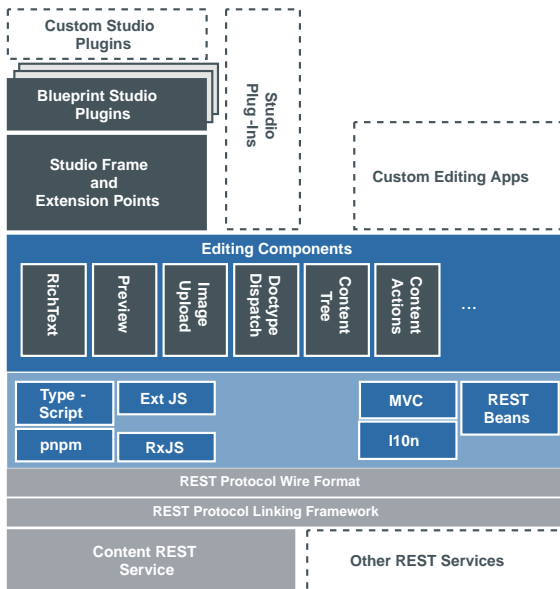 Custom Studio
Plugins
Blueprint Studio
Plugins
Studio
Plug-Ins
Studio Frame
and
Extension Points
Custom Editing Apps
Editing Components
RichText
Preview
Image
Upload
Doctype
Dispatch
Content
Tree
Content
Actions
...
Type -
Script
Ext JS
MVC
REST
Beans
pnpm
RxJS
l10n
REST Protocol Wire Format
REST Protocol Linking Framework
Content REST
Service
Other REST Services